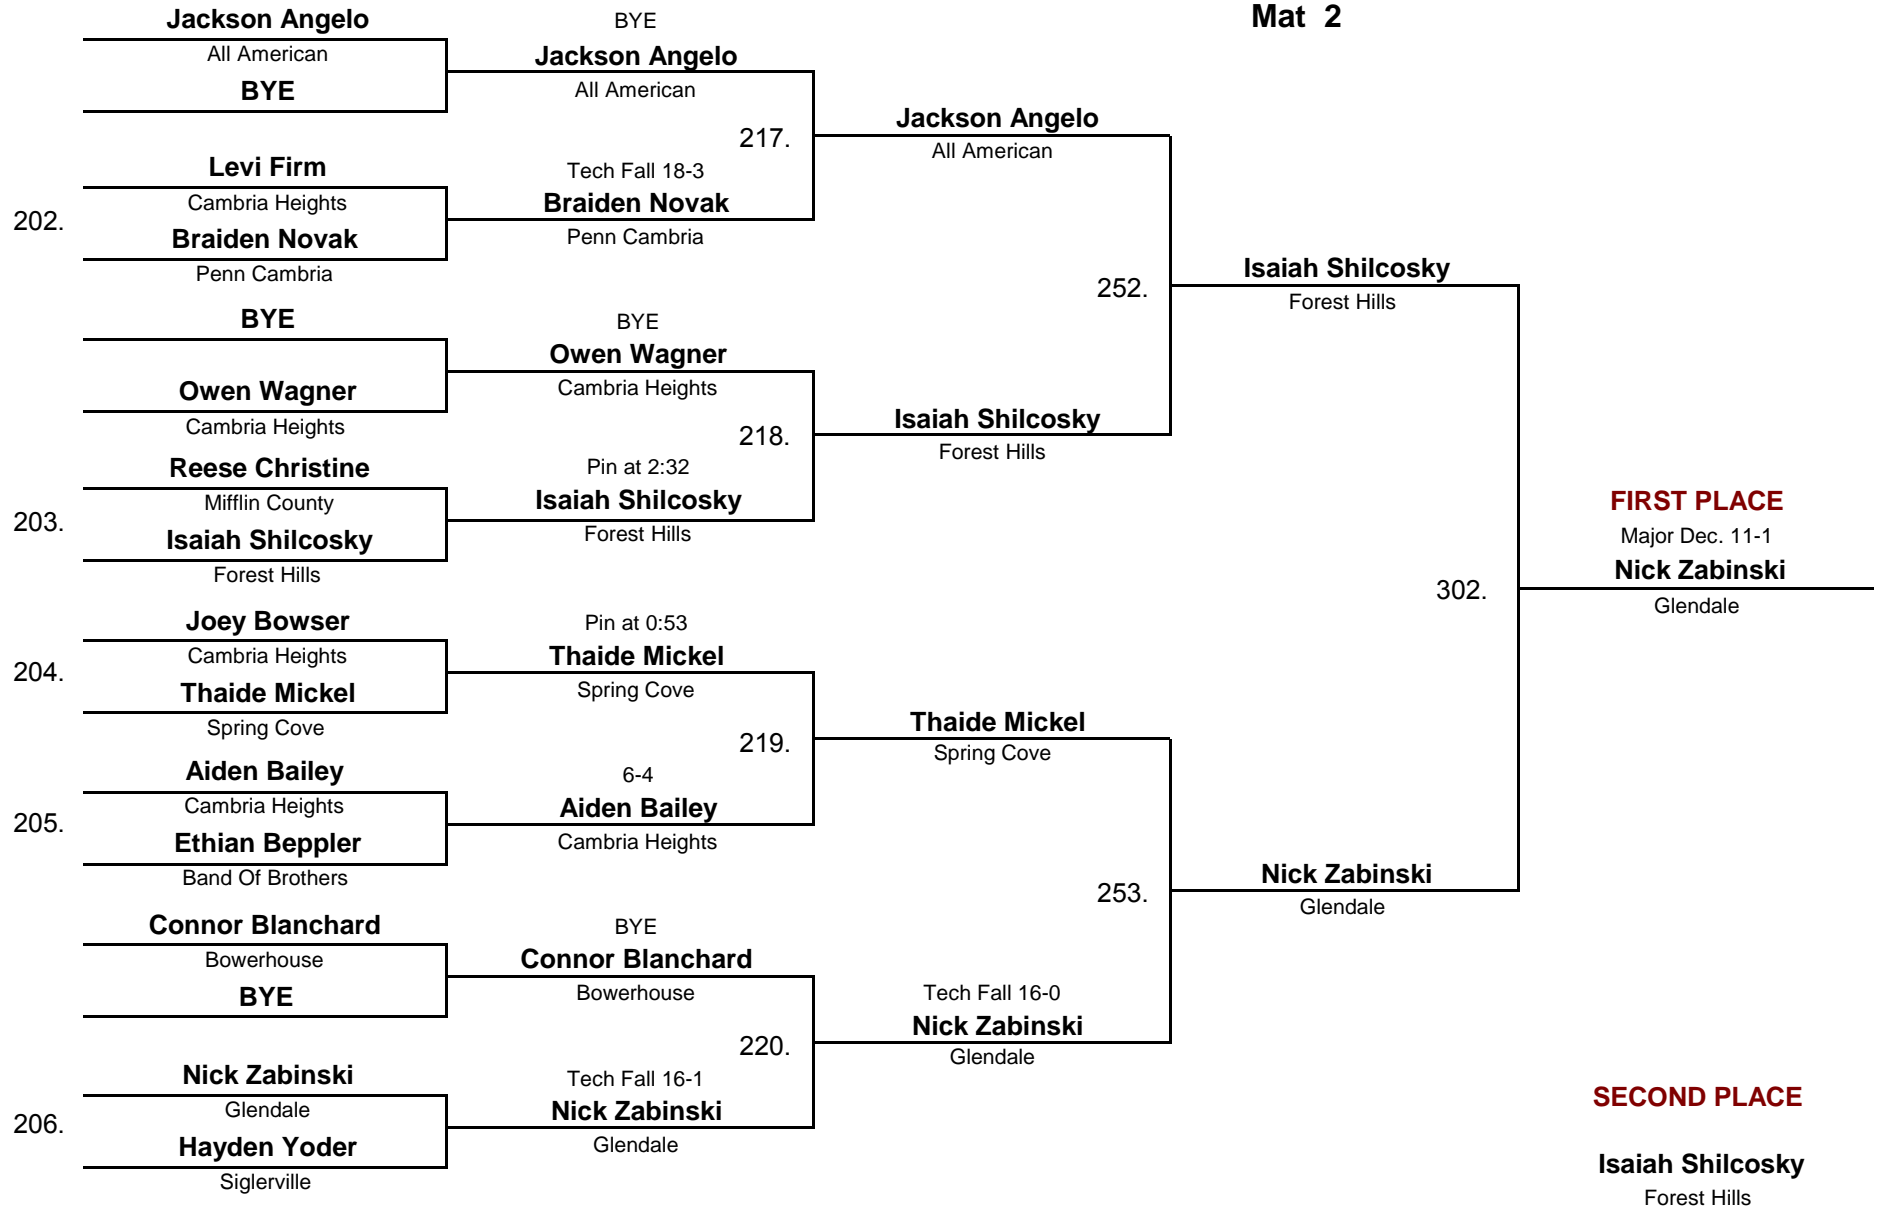 Mat 2
Jackson Angelo
All American
BYE
202.
Levi Firm
Cambria Heights
Braiden Novak
Penn Cambria
BYE
Owen Wagner
Cambria Heights
203.
Reese Christine
Mifflin County
Isaiah Shilcosky
Forest Hills
204.
Joey Bowser
Cambria Heights
Thaide Mickel
Spring Cove
205.
Aiden Bailey
Cambria Heights
Ethian Beppler
Band Of Brothers
Connor Blanchard
Bowerhouse
BYE
206.
Nick Zabinski
Glendale
Hayden Yoder
Siglerville
BYE
Jackson Angelo
All American
217.
Tech Fall 18-3
Braiden Novak
Penn Cambria
BYE
Owen Wagner
Cambria Heights
218.
Pin at 2:32
Isaiah Shilcosky
Forest Hills
Pin at 0:53
Thaide Mickel
Spring Cove
219.
6-4
Aiden Bailey
Cambria Heights
BYE
Connor Blanchard
Bowerhouse
220.
Tech Fall 16-1
Nick Zabinski
Glendale
Jackson Angelo
All American
252.
Isaiah Shilcosky
Forest Hills
Thaide Mickel
Spring Cove
253.
Tech Fall 16-0
Nick Zabinski
Glendale
Isaiah Shilcosky
Forest Hills
302.
Nick Zabinski
Glendale
FIRST PLACE
Major Dec. 11-1
Nick Zabinski
Glendale
SECOND PLACE
Isaiah Shilcosky
Forest Hills